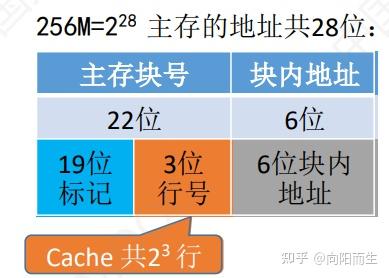 256M=2²⁸ 主存的地址共28位：
主存块号 块内地址
22位 6位
19位 3位 6位块内
标记 行号 地址
Cache 共2³ 行
知乎 @向阳而生